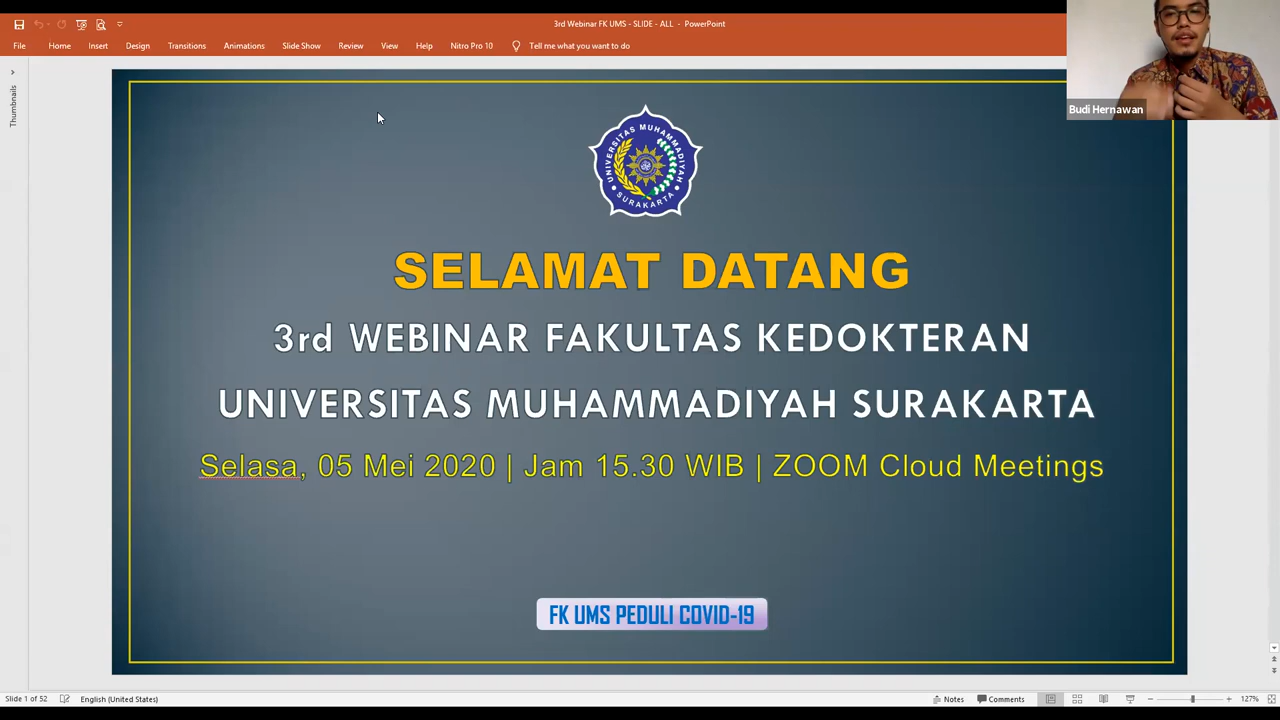 3rd Webinar FK UMS - SLIDE - ALL - PowerPoint
File Home Insert Design Transitions Animations Slide Show Review View Help Nitro Pro 10 Tell me what you want to do
Budi Hernawan
Thumbnails
UNIVERSITAS MUHAMMADIYAH
SURAKARTA
SELAMAT DATANG
3rd WEBINAR FAKULTAS KEDOKTERAN
UNIVERSITAS MUHAMMADIYAH SURAKARTA
Selasa, 05 Mei 2020 | Jam 15.30 WIB | ZOOM Cloud Meetings
FK UMS PEDULI COVID-19
Slide 1 of 52 English (United States) Notes Comments 127%